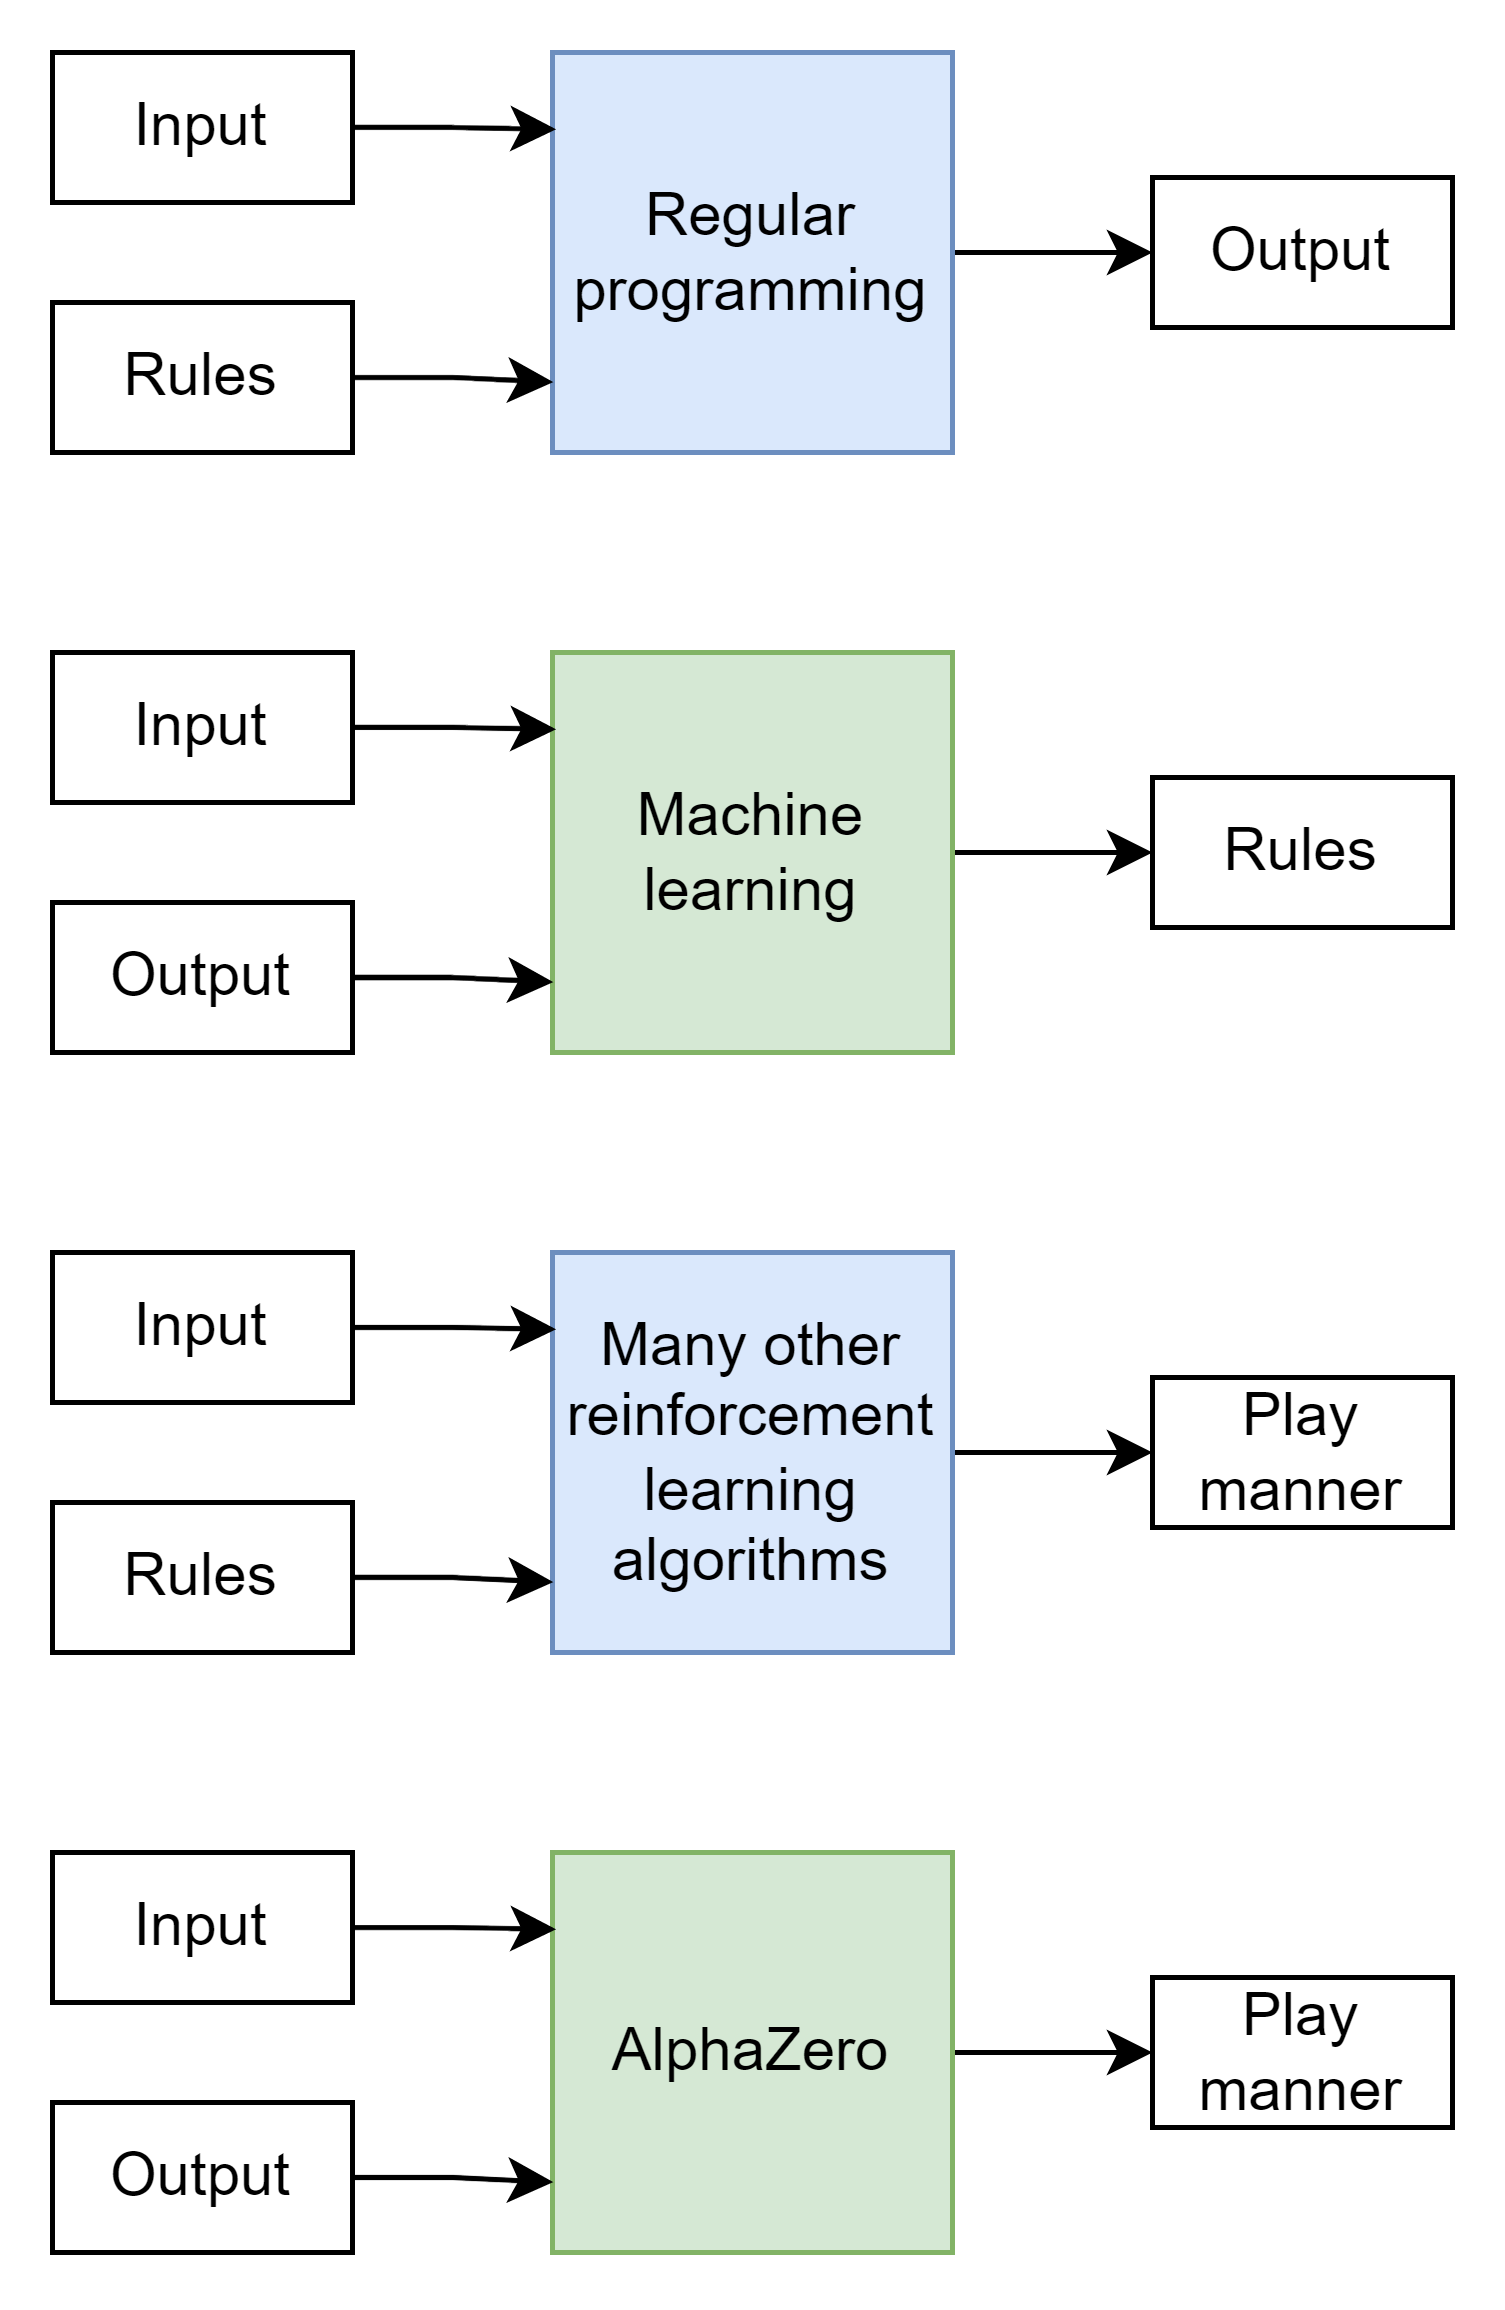 Input
Rules
Regular
programming
Output
Input
Output
Machine
learning
Rules
Input
Rules
Many other
reinforcement
learning
algorithms
Play
manner
Input
Output
AlphaZero
Play
manner